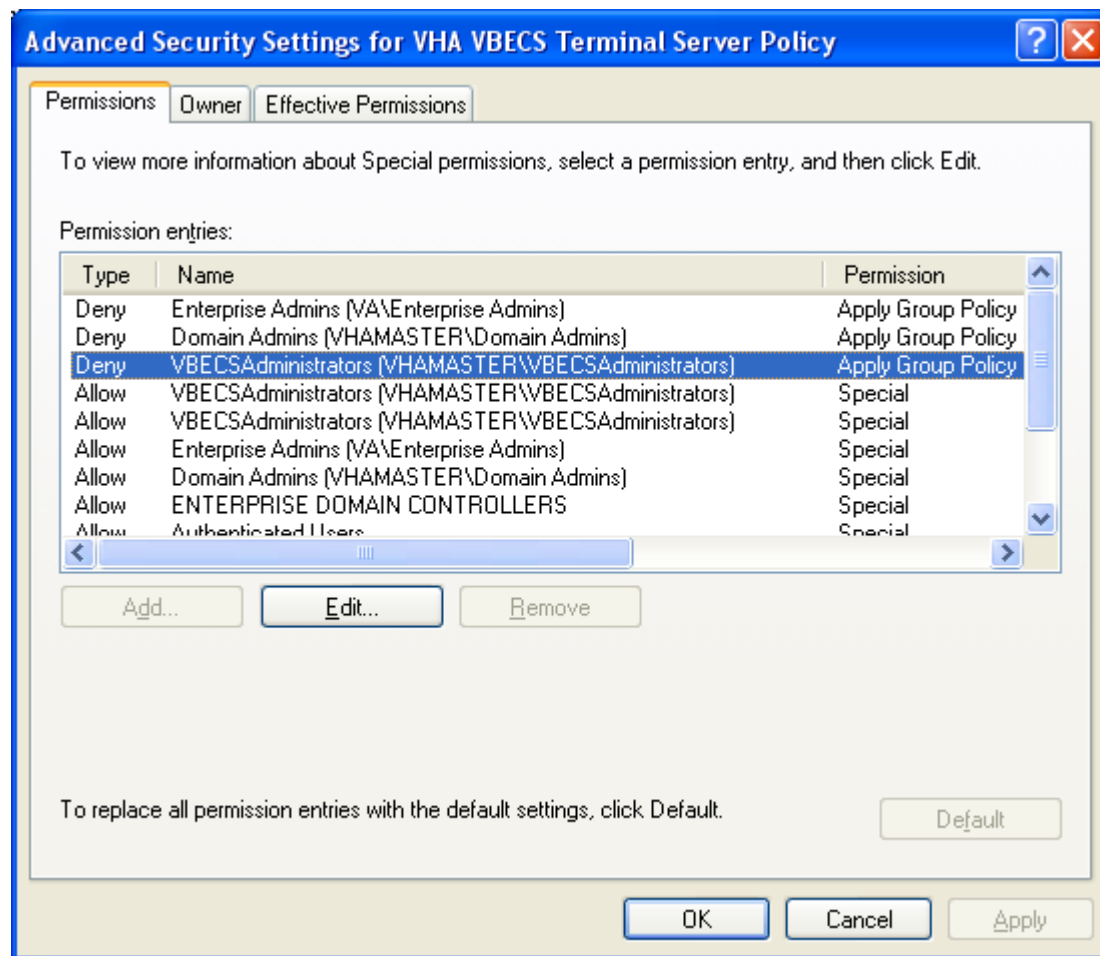 Advanced Security Settings for VHA VBECS Terminal Server Policy
Permissions Owner Effective Permissions
To view more information about Special permissions, select a permission entry, and then click Edit.
Permission entries:
Type Name Permission
Deny Enterprise Admins (VA\Enterprise Admins) Apply Group Policy
Deny Domain Admins (VHAMASTER\Domain Admins) Apply Group Policy
Deny VBECSAdministrators (VHAMASTER\VBECSAdministrators) Apply Group Policy
Allow VBECSAdministrators (VHAMASTER\VBECSAdministrators) Special
Allow VBECSAdministrators (VHAMASTER\VBECSAdministrators) Special
Allow Enterprise Admins (VA\Enterprise Admins) Special
Allow Domain Admins (VHAMASTER\Domain Admins) Special
Allow ENTERPRISE DOMAIN CONTROLLERS Special
Allow Authenticated Users Special
Add... Edit... Remove
To replace all permission entries with the default settings, click Default.
Default
OK Cancel Apply